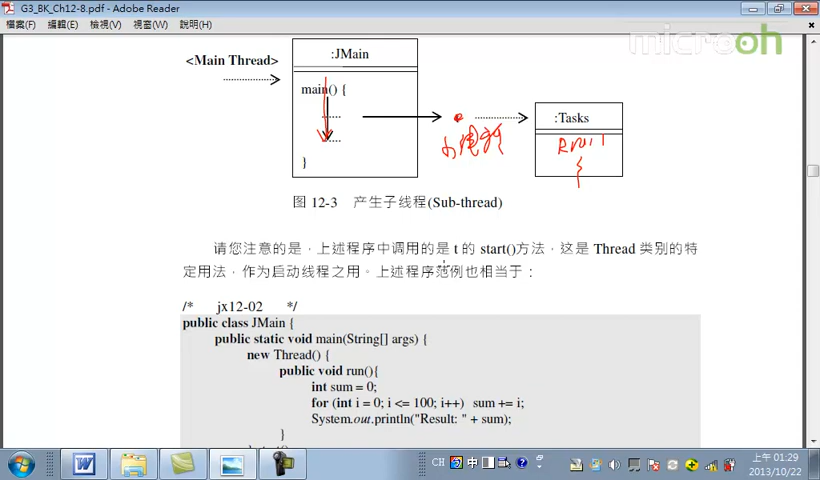 G3_BK_Ch12-8.pdf - Adobe Reader
檔案(F) 編輯(E) 檢視(V) 視窗(W) 說明(H)
microoh
<Main Thread>
:JMain
main() {
}
:Tasks
小程
Run()
{
图 12-3 产生子线程(Sub-thread)
请您注意的是，上述程序中调用的是 t 的 start()方法，这是 Thread 类别的特
定用法，作为启动线程之用。上述程序范例也相当于：
/* jx12-02 */
public class JMain {
public static void main(String[] args) {
new Thread() {
public void run(){
int sum = 0;
for (int i = 0; i <= 100; i++) sum += i;
System.out.println("Result: " + sum);
}
CH
中
上午 01:29
2013/10/22